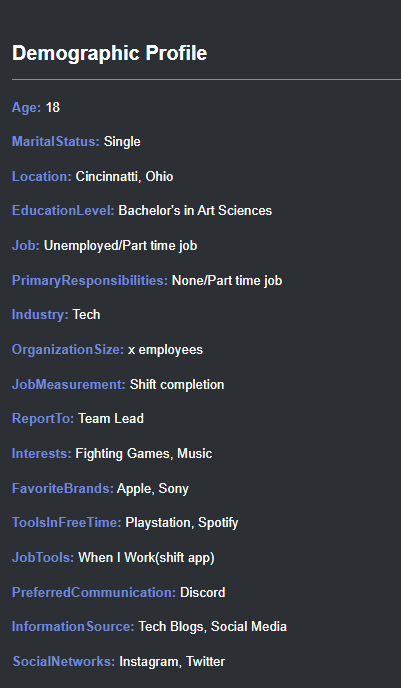 Demographic Profile
Age: 18
MaritalStatus: Single
Location: Cincinnatti, Ohio
EducationLevel: Bachelor's in Art Sciences
Job: Unemployed/Part time job
PrimaryResponsibilities: None/Part time job
Industry: Tech
OrganizationSize: x employees
JobMeasurement: Shift completion
ReportTo: Team Lead
Interests: Fighting Games, Music
FavoriteBrands: Apple, Sony
ToolsInFreeTime: Playstation, Spotify
JobTools: When I Work(shift app)
PreferredCommunication: Discord
InformationSource: Tech Blogs, Social Media
SocialNetworks: Instagram, Twitter